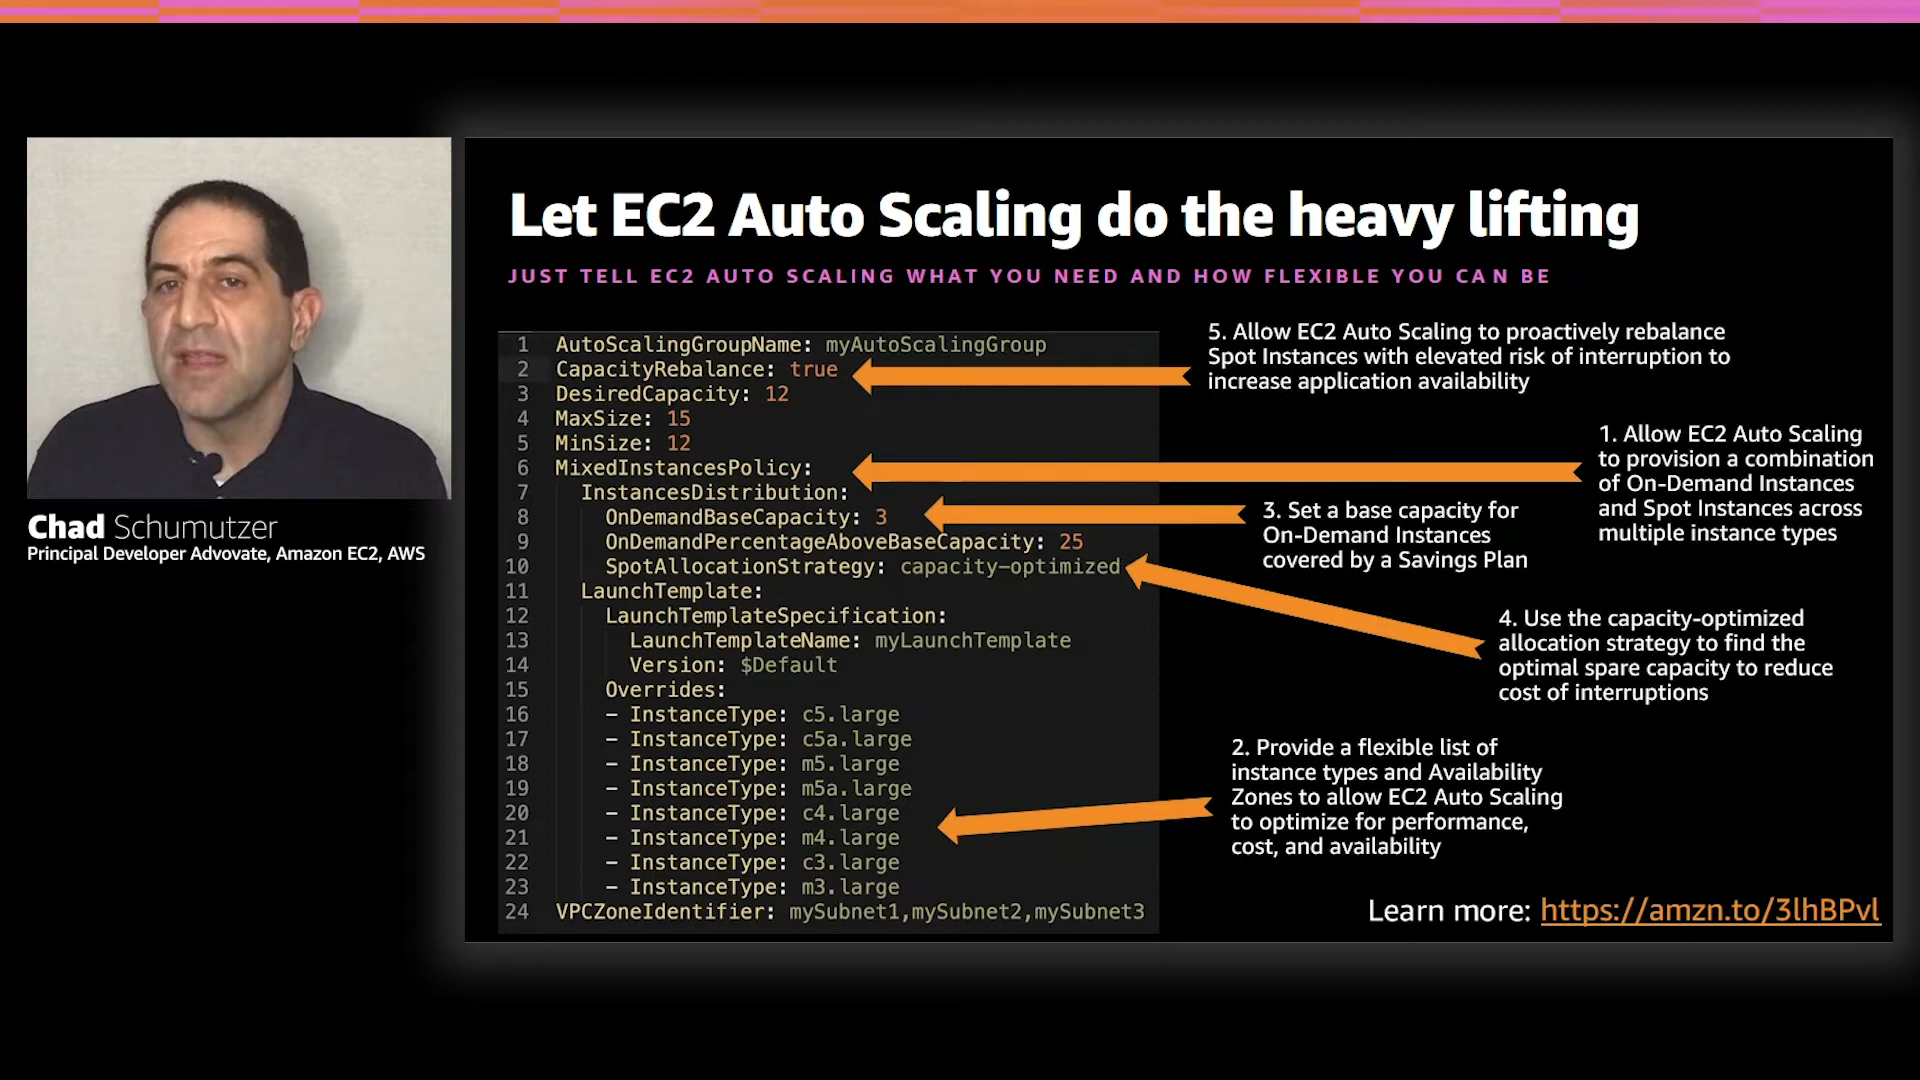 Let EC2 Auto Scaling do the heavy lifting
JUST TELL EC2 AUTO SCALING WHAT YOU NEED AND HOW FLEXIBLE YOU CAN BE
1 AutoScalingGroupName: myAutoScalingGroup
2 CapacityRebalance: true
3 DesiredCapacity: 12
4 MaxSize: 15
5 MinSize: 12
6 MixedInstancesPolicy:
7 InstancesDistribution:
8 OnDemandBaseCapacity: 3
9 OnDemandPercentageAboveBaseCapacity: 25
10 SpotAllocationStrategy: capacity-optimized
11 LaunchTemplate:
12 LaunchTemplateSpecification:
13 LaunchTemplateName: myLaunchTemplate
14 Version: $Default
15 Overrides:
16 - InstanceType: c5.large
17 - InstanceType: c5a.large
18 - InstanceType: m5.large
19 - InstanceType: m5a.large
20 - InstanceType: c4.large
21 - InstanceType: m4.large
22 - InstanceType: c3.large
23 - InstanceType: m3.large
24 VPCZoneIdentifier: mySubnet1,mySubnet2,mySubnet3
5. Allow EC2 Auto Scaling to proactively rebalance
Spot Instances with elevated risk of interruption to
increase application availability
1. Allow EC2 Auto Scaling
to provision a combination
of On-Demand Instances
and Spot Instances across
multiple instance types
3. Set a base capacity for
On-Demand Instances
covered by a Savings Plan
4. Use the capacity-optimized
allocation strategy to find the
optimal spare capacity to reduce
cost of interruptions
2. Provide a flexible list of
instance types and Availability
Zones to allow EC2 Auto Scaling
to optimize for performance,
cost, and availability
Learn more: https://amzn.to/3lhBPvl
Chad Schumutzer
Principal Developer Advovate, Amazon EC2, AWS